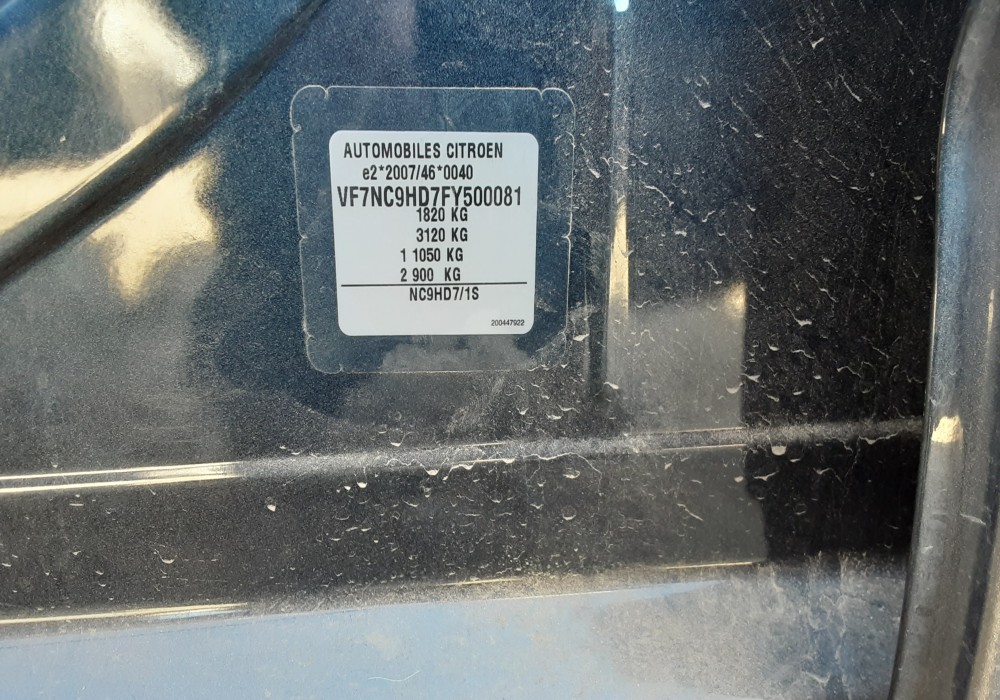 AUTOMOBILES CITROEN
e2*2007/46*0040
VF7NC9HD7FY500081
1820 KG
3120 KG
1 1050 KG
2 900 KG
NC9HD7/1S
200447922